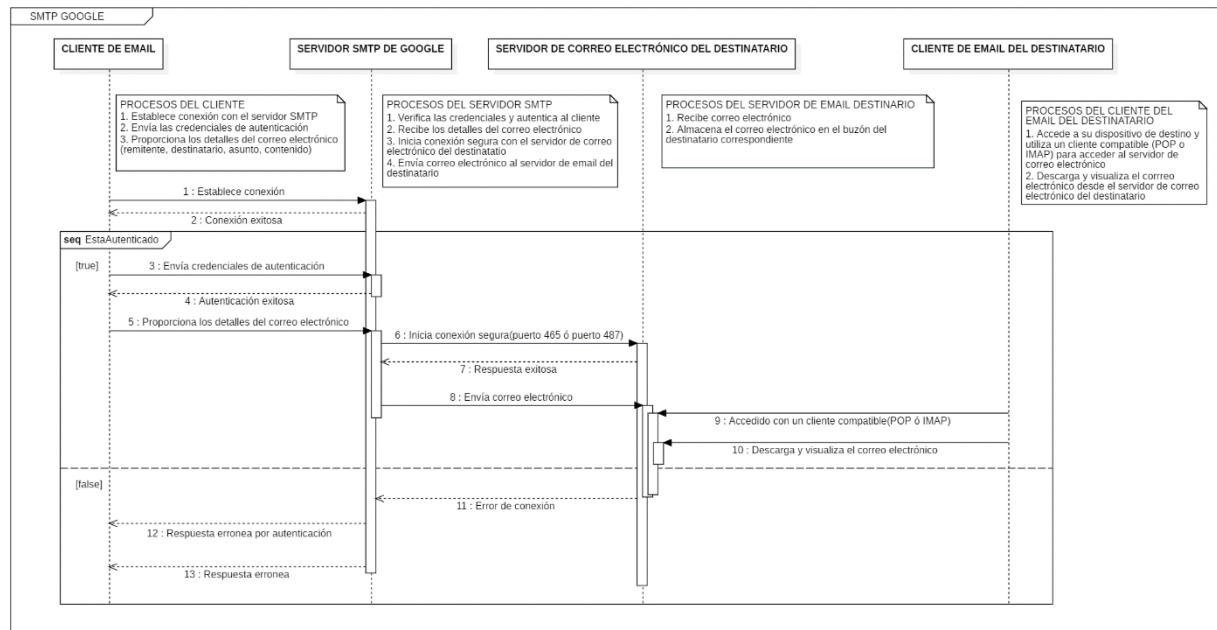 SMTP GOOGLE
CLIENTE DE EMAIL
SERVIDOR SMTP DE GOOGLE
SERVIDOR DE CORREO ELECTRÓNICO DEL DESTINATARIO
CLIENTE DE EMAIL DEL DESTINATARIO
PROCESOS DEL CLIENTE
1. Establece conexión con el servidor SMTP
2. Envía las credenciales de autenticación
3. Proporciona los detalles del correo electrónico
(remitente, destinatario, asunto, contenido)
PROCESOS DEL SERVIDOR SMTP
1. Verifica las credenciales y autentica al cliente
2. Recibe los detalles del correo electrónico
3. Inicia conexión segura con el servidor de correo
electrónico del destinatatio
4. Envía correo electrónico al servidor de email del
destinatario
PROCESOS DEL SERVIDOR DE EMAIL DESTINARIO
1. Recibe correo electrónico
2. Almacena el correo electrónico en el buzón del
destinatario correspondiente
PROCESOS DEL CLIENTE DEL
EMAIL DEL DESTINATARIO
1. Accede a su dispositivo de destino y
utiliza un cliente compatible (POP o
IMAP) para acceder al servidor de
correo electrónico
2. Descarga y visualiza el corrreo
electrónico desde el servidor de correo
electrónico del destinatario
1 : Establece conexión
2 : Conexión exitosa
seq EstaAutenticado
[true]
3 : Envía credenciales de autenticación
4 : Autenticación exitosa
5 : Proporciona los detalles del correo electrónico
6 : Inicia conexión segura(puerto 465 ó puerto 487)
7 : Respuesta exitosa
8 : Envía correo electrónico
9 : Accedido con un cliente compatible(POP ó IMAP)
10 : Descarga y visualiza el correo electrónico
[false]
11 : Error de conexión
12 : Respuesta erronea por autenticación
13 : Respuesta erronea